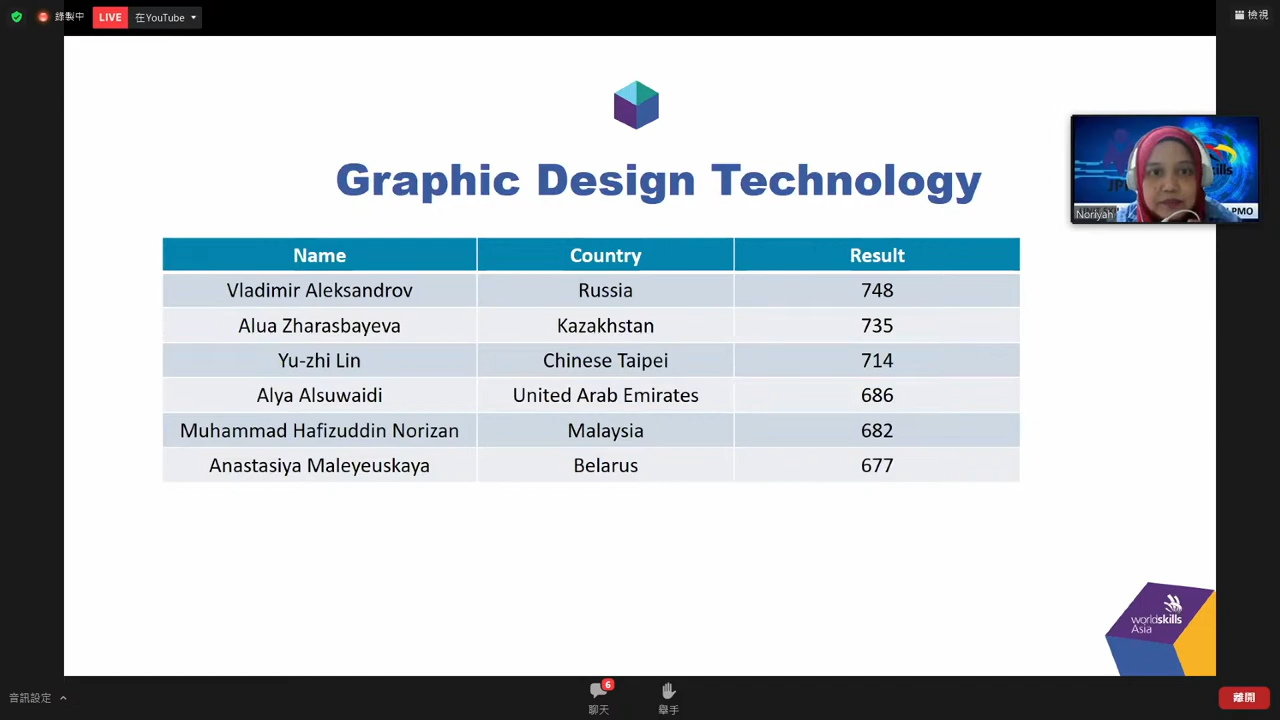 錄製中
LIVE 在YouTube
檢視
Graphic Design Technology
Name Country Result
Vladimir Aleksandrov Russia 748
Alua Zharasbayeva Kazakhstan 735
Yu-zhi Lin Chinese Taipei 714
Alya Alsuwaidi United Arab Emirates 686
Muhammad Hafizuddin Norizan Malaysia 682
Anastasiya Maleyeuskaya Belarus 677
Noriyah
PMO
worldskills
Asia
音訊設定
6
聊天
舉手
離開